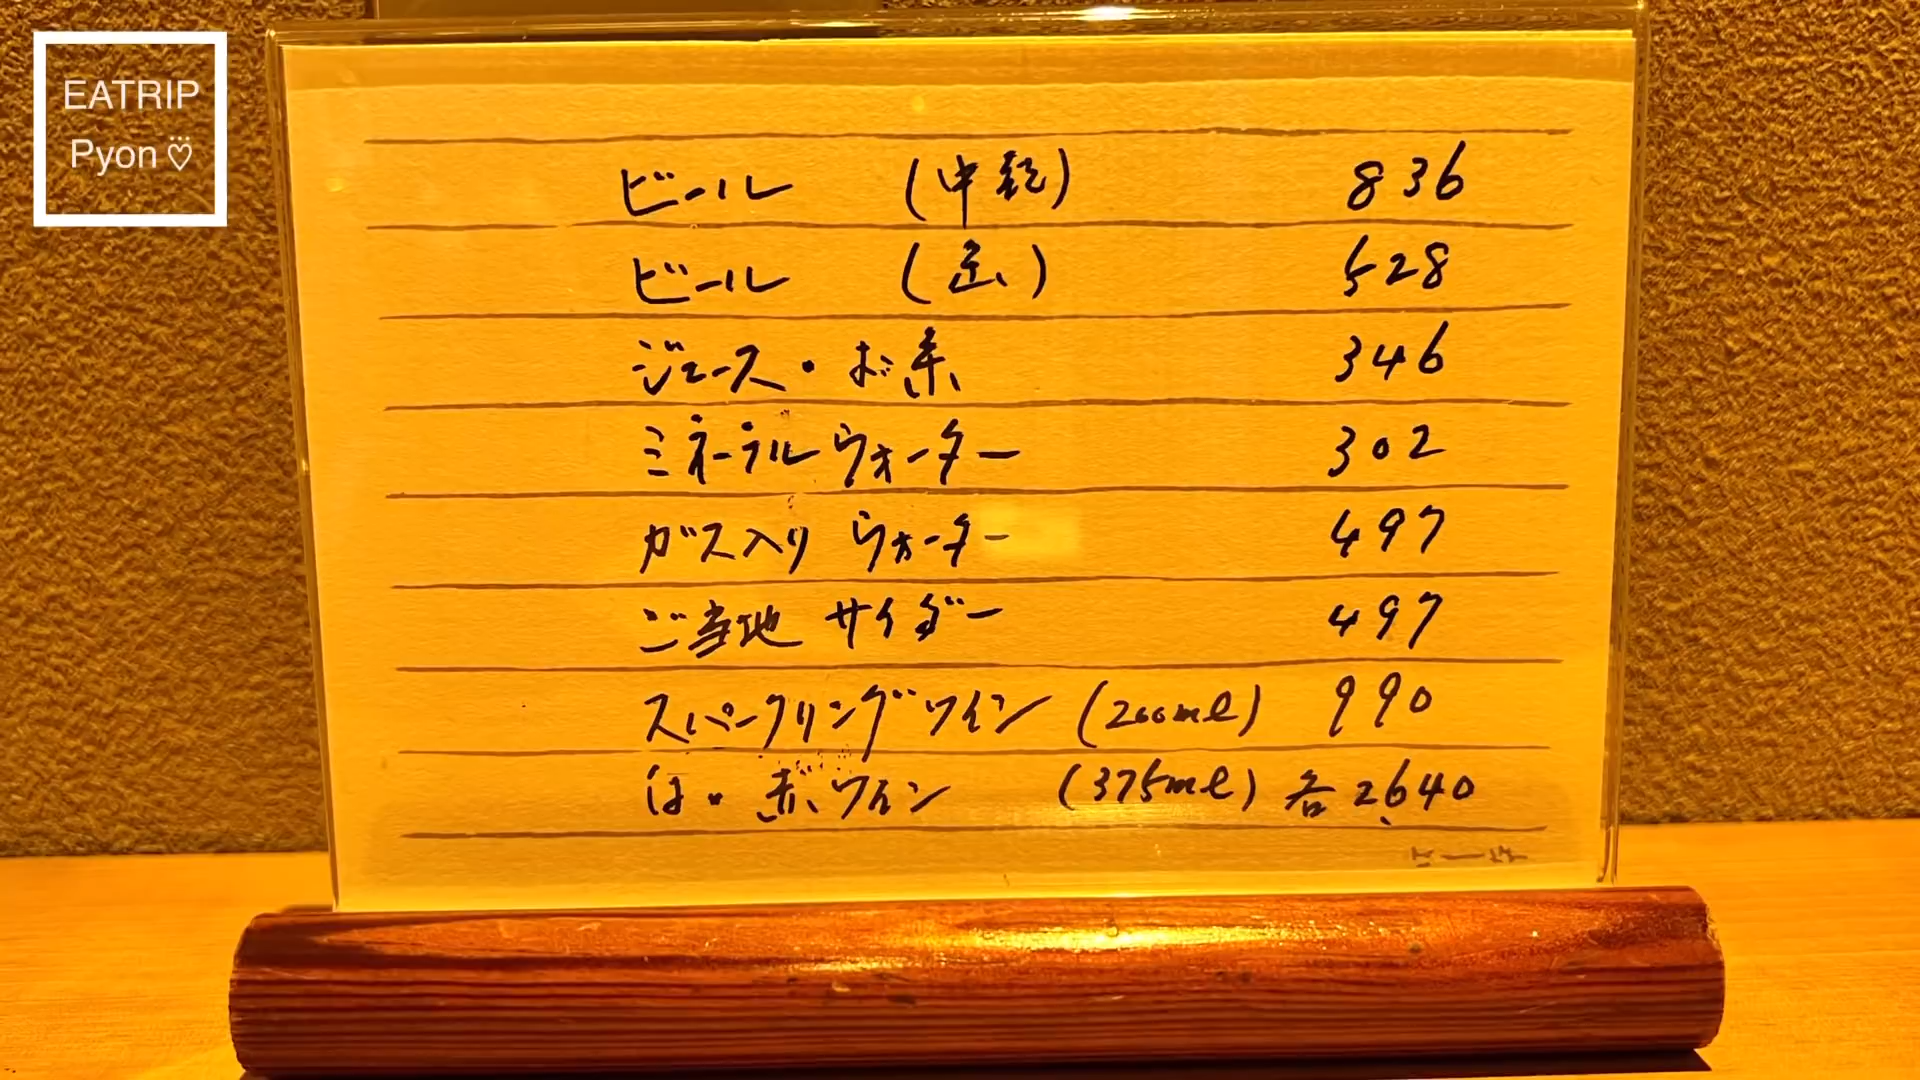 EATRIP
Pyon
ビール (中瓶) 836
ビール (缶) 528
ジュース・お茶 346
ミネラルウォーター 302
ガス入りウォーター 497
ご当地サイダー 497
スパークリングワイン (200ml) 990
白・赤ワイン (375ml) 各2,640